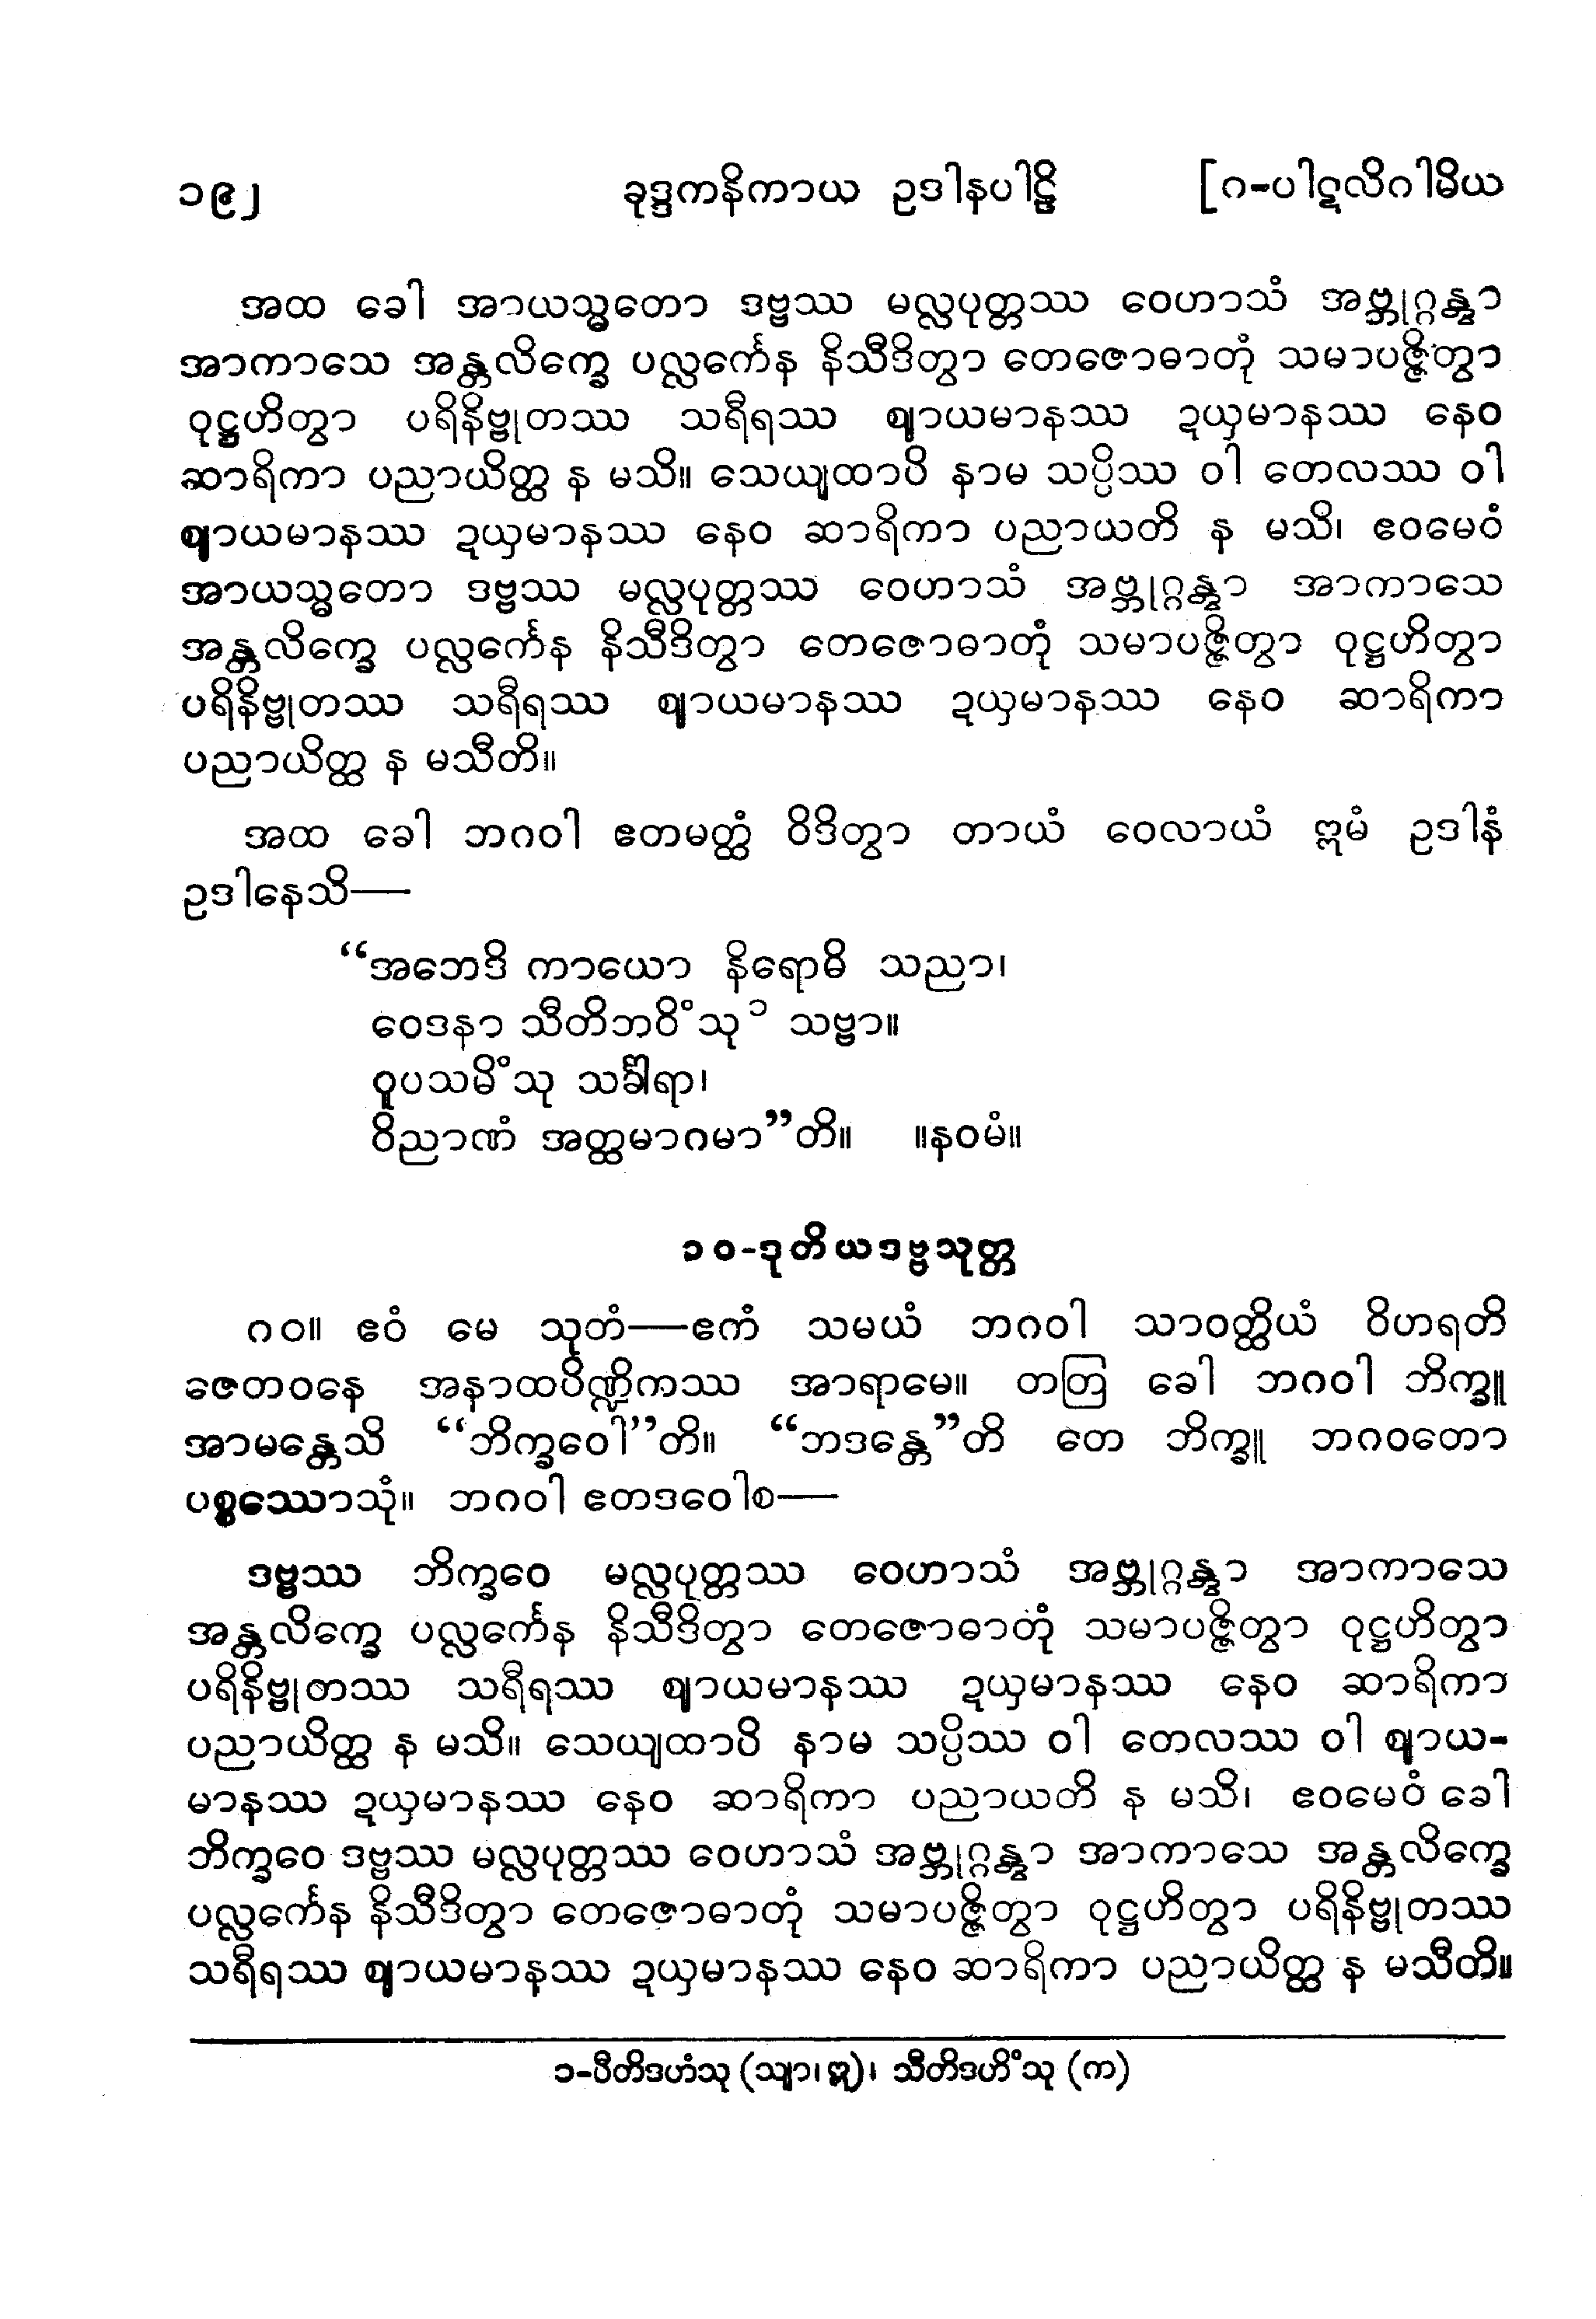 ၁၉၂ ခုဒ္ဒကနိကာယ ဥဒါနပါဠိ [ဂ-ပါဋလိဂါမိယ
အထ ခေါ အာယသ္မတော ဒဗ္ဗဿ မလ္လပုတ္တဿ ဝေဟာသံ အဗ္ဘုဂ္ဂန္တွာ
အာကာသေ အန္တလိက္ခေ ပလ္လင်္ကေန နိသီဒိတွာ တေဇောဓာတုံ သမာပဇ္ဇိတွာ
ဝုဋ္ဌဟိတွာ ပရိနိဗ္ဗုတဿ သရီရဿ ဈာယမာနဿ ဍယှမာနဿ နေဝ
ဆာရိကာ ပညာယိတ္ထ န မသိ။ သေယျထာပိ နာမ သပ္ပိဿ ဝါ တေလဿ ဝါ
ဈာယမာနဿ ဍယှမာနဿ နေဝ ဆာရိကာ ပညာယတိ န မသိ၊ ဧဝမေဝံ
အာယသ္မတော ဒဗ္ဗဿ မလ္လပုတ္တဿ ဝေဟာသံ အဗ္ဘုဂ္ဂန္တွာ အာကာသေ
အန္တလိက္ခေ ပလ္လင်္ကေန နိသီဒိတွာ တေဇောဓာတုံ သမာပဇ္ဇိတွာ ဝုဋ္ဌဟိတွာ
ပရိနိဗ္ဗုတဿ သရီရဿ ဈာယမာနဿ ဍယှမာနဿ နေဝ ဆာရိကာ
ပညာယိတ္ထ န မသီတိ။
အထ ခေါ ဘဂဝါ ဧတမတ္ထံ ဝိဒိတွာ တာယံ ဝေလာယံ ဣမံ ဥဒါနံ
ဥဒါနေသိ—
“အဘေဒိ ကာယော နိရောဓိ သညာ၊
ဝေဒနာ သီတိဘဝိံသု ၁ သဗ္ဗာ။
ဝူပသမိံသု သင်္ခါရာ၊
ဝိညာဏံ အတ္ထမာဂမာ”တိ။ ။နဝမံ။
၁၀-ဒုတိယဒဗ္ဗသုတ္တ
၈၀။ ဧဝံ မေ သုတံ—ဧကံ သမယံ ဘဂဝါ သာဝတ္ထိယံ ဝိဟရတိ
ဇေတဝနေ အနာထပိဏ္ဍိကဿ အာရာမေ။ တတြ ခေါ ဘဂဝါ ဘိက္ခူ
အာမန္တေသိ “ဘိက္ခဝေါ”တိ။ “ဘဒန္တေ”တိ တေ ဘိက္ခူ ဘဂဝတော
ပစ္စဿောသုံ။ ဘဂဝါ ဧတဒဝေါစ—
ဒဗ္ဗဿ ဘိက္ခဝေ မလ္လပုတ္တဿ ဝေဟာသံ အဗ္ဘုဂ္ဂန္တွာ အာကာသေ
အန္တလိက္ခေ ပလ္လင်္ကေန နိသီဒိတွာ တေဇောဓာတုံ သမာပဇ္ဇိတွာ ဝုဋ္ဌဟိတွာ
ပရိနိဗ္ဗုတဿ သရီရဿ ဈာယမာနဿ ဍယှမာနဿ နေဝ ဆာရိကာ
ပညာယိတ္ထ န မသိ။ သေယျထာပိ နာမ သပ္ပိဿ ဝါ တေလဿ ဝါ ဈာယ-
မာနဿ ဍယှမာနဿ နေဝ ဆာရိကာ ပညာယတိ န မသိ၊ ဧဝမေဝံ ခေါ
ဘိက္ခဝေ ဒဗ္ဗဿ မလ္လပုတ္တဿ ဝေဟာသံ အဗ္ဘုဂ္ဂန္တွာ အာကာသေ အန္တလိက္ခေ
ပလ္လင်္ကေန နိသီဒိတွာ တေဇောဓာတုံ သမာပဇ္ဇိတွာ ဝုဋ္ဌဟိတွာ ပရိနိဗ္ဗုတဿ
သရီရဿ ဈာယမာနဿ ဍယှမာနဿ နေဝ ဆာရိကာ ပညာယိတ္ထ န မသီတိ။
၁-ပီတိဒဟံသု (သျာ၊ ဣ)၊ သီတိဒဟိံသု (က)